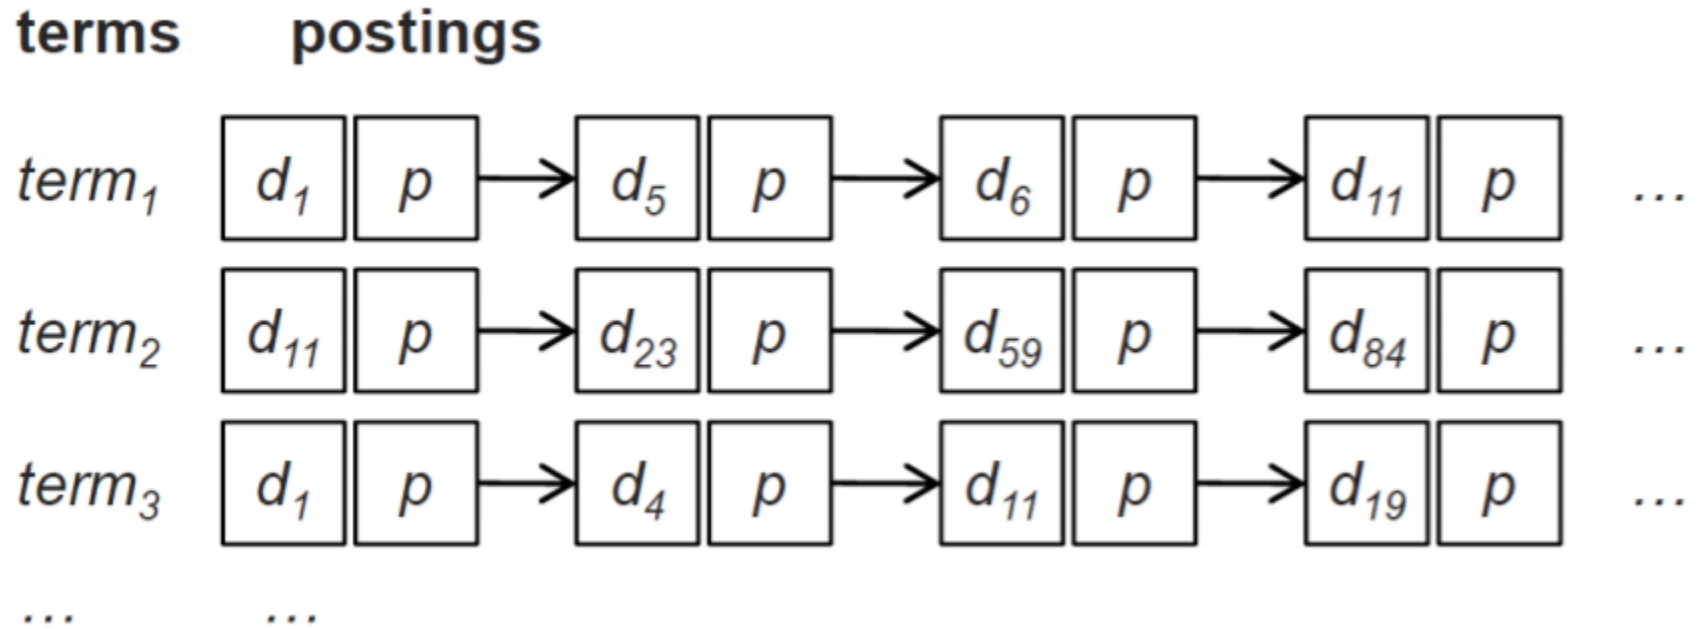 terms postings
term1 d1 p d5 p d6 p d11 p ...
term2 d11 p d23 p d59 p d84 p ...
term3 d1 p d4 p d11 p d19 p ...
... ...